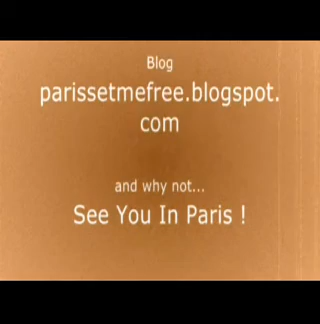 Blog
parissetmefree.blogspot.
com
and why not...
See You In Paris !